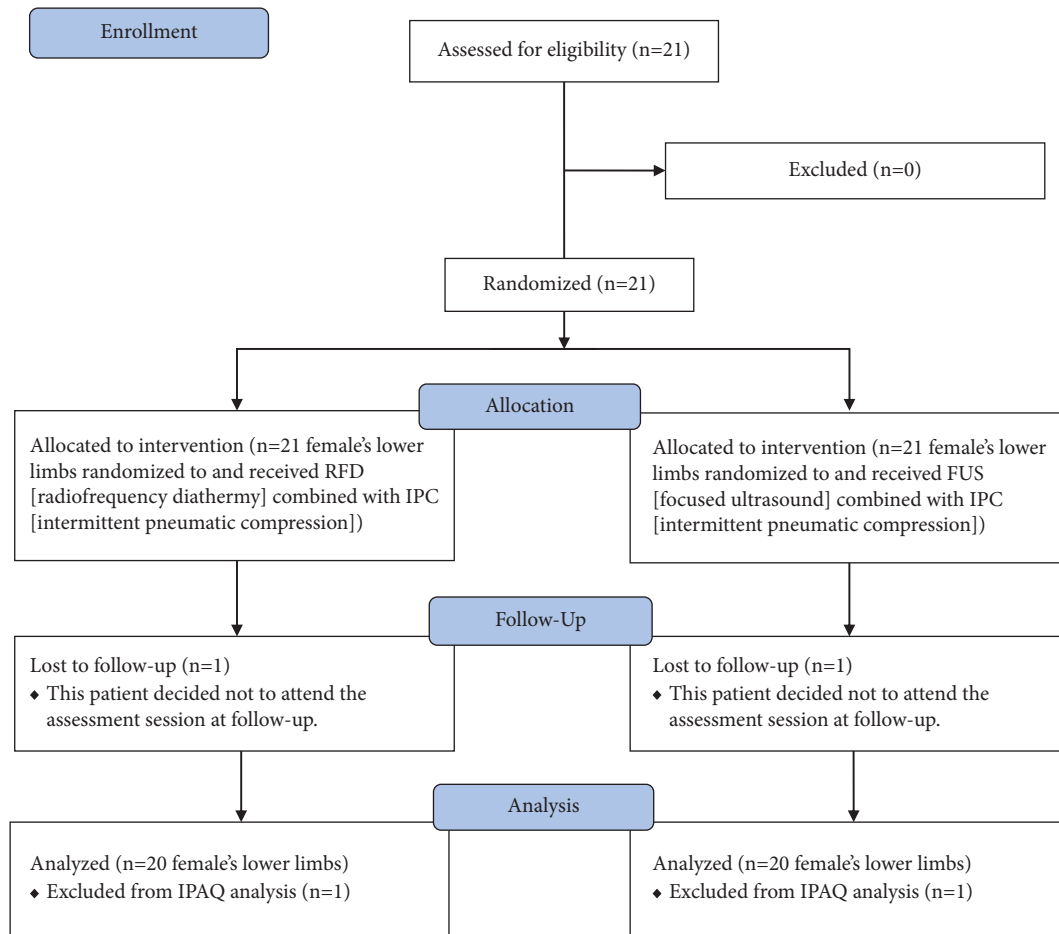 Enrollment
Assessed for eligibility (n=21)
Excluded (n=0)
Randomized (n=21)
Allocation
Allocated to intervention (n=21 female's lower
limbs randomized to and received RFD
[radiofrequency diathermy] combined with IPC
[intermittent pneumatic compression])
Allocated to intervention (n=21 female's lower
limbs randomized to and received FUS
[focused ultrasound] combined with IPC
[intermittent pneumatic compression])
Follow-Up
Lost to follow-up (n=1)
◆ This patient decided not to attend the
assessment session at follow-up.
Lost to follow-up (n=1)
◆ This patient decided not to attend the
assessment session at follow-up.
Analysis
Analyzed (n=20 female's lower limbs)
◆ Excluded from IPAQ analysis (n=1)
Analyzed (n=20 female's lower limbs)
◆ Excluded from IPAQ analysis (n=1)